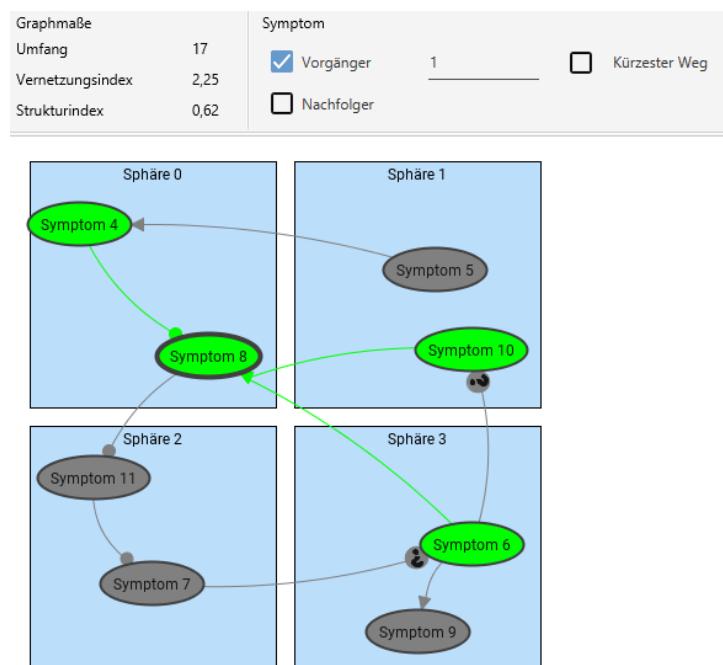 Graphmaße
Umfang 17
Vernetzungsindex 2,25
Strukturindex 0,62
Symptom
Vorgänger 1 Kürzester Weg
Nachfolger
Sphäre 0
Symptom 4
Symptom 8
Sphäre 1
Symptom 5
Symptom 10
?
Sphäre 2
Symptom 11
Symptom 7
Sphäre 3
Symptom 6
?
Symptom 9